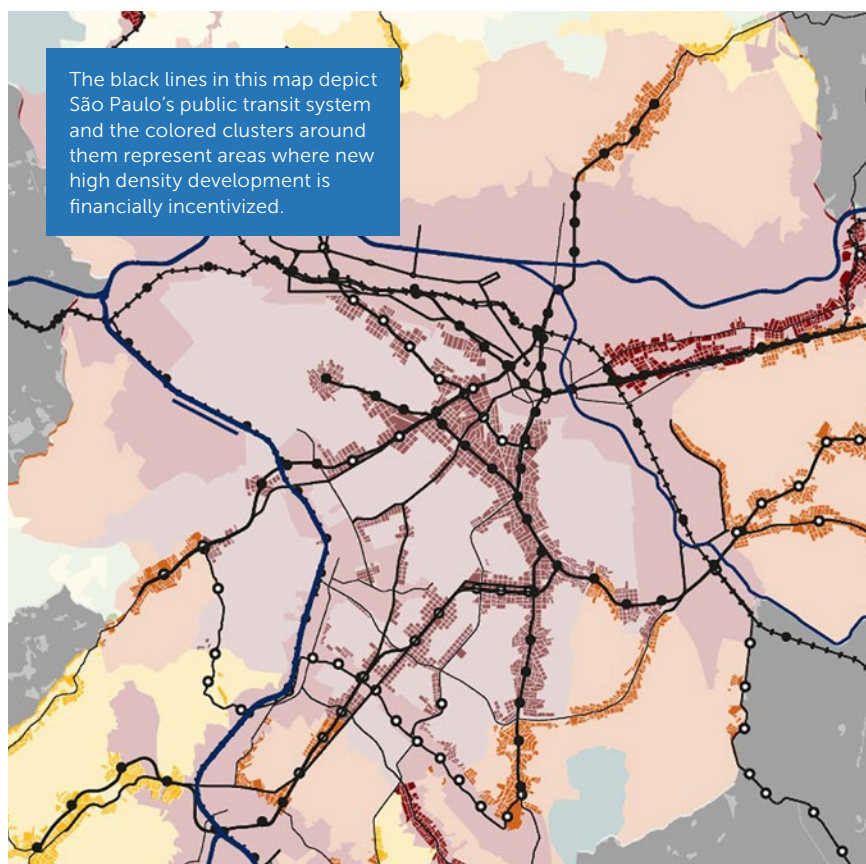 The black lines in this map depict
São Paulo’s public transit system
and the colored clusters around
them represent areas where new
high density development is
financially incentivized.